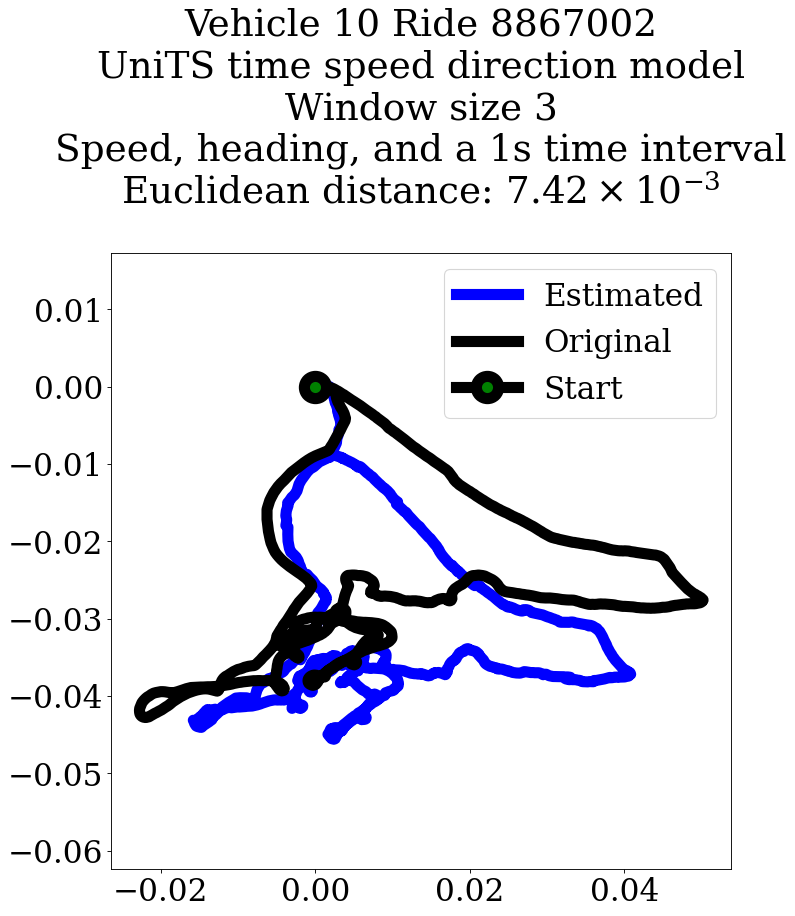 Vehicle 10 Ride 8867002
UniTS time speed direction model
Window size 3
Speed, heading, and a 1s time interval
Euclidean distance: 7.42 × 10⁻³
Estimated
Original
Start
0.01
0.00
−0.01
−0.02
−0.03
−0.04
−0.05
−0.06
−0.02 0.00 0.02 0.04